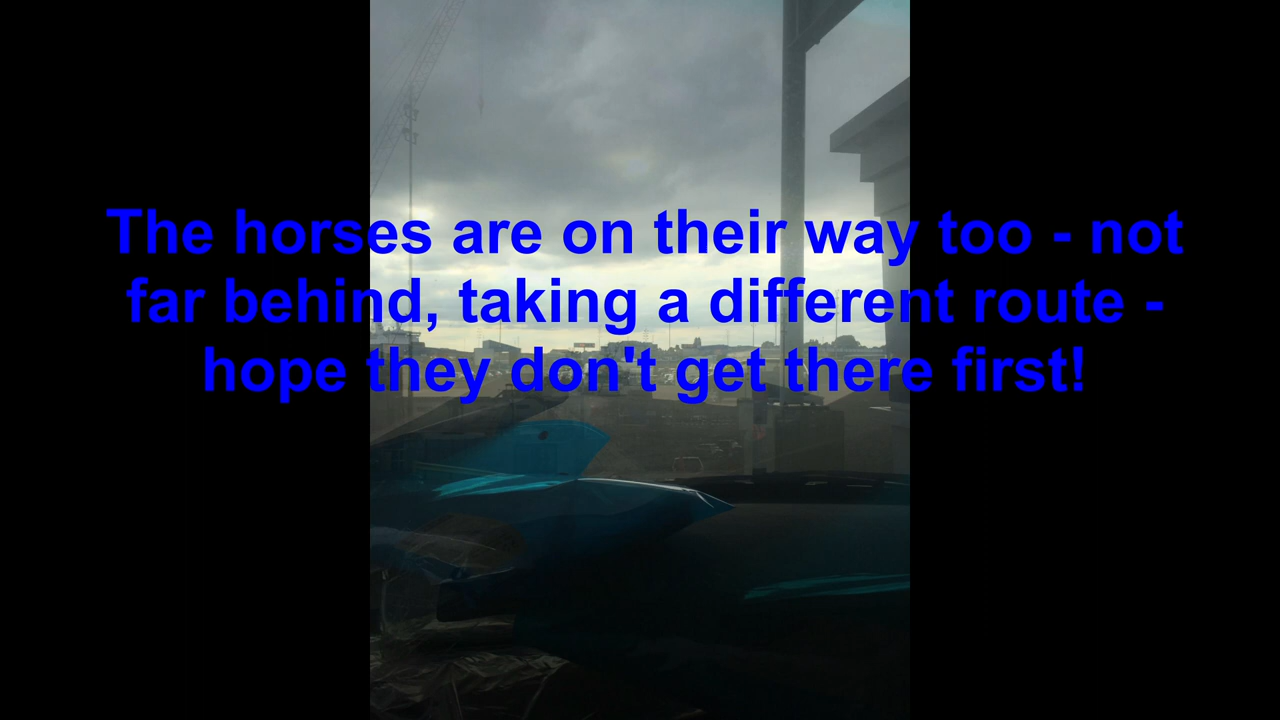 The horses are on their way too - not
far behind, taking a different route -
hope they don't get there first!